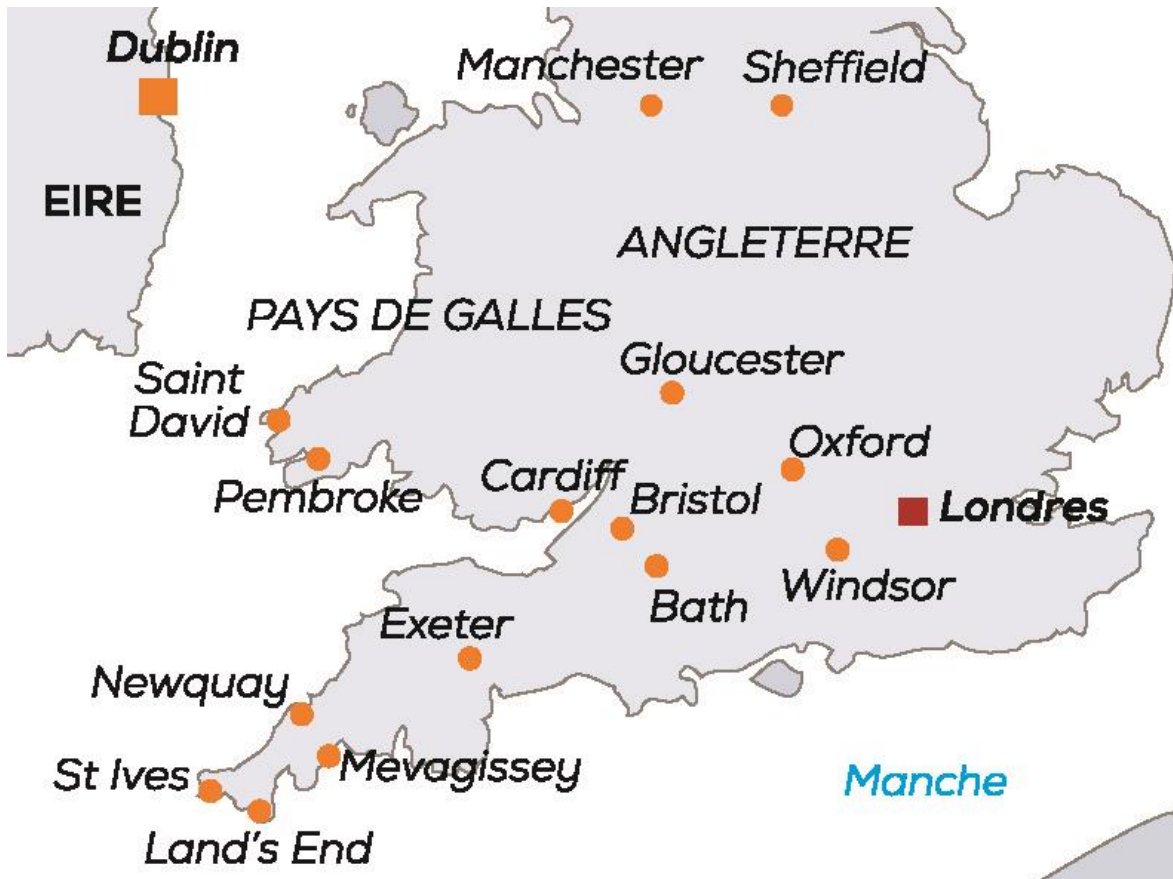 Dublin
Manchester
Sheffield
EIRE
ANGLETERRE
PAYS DE GALLES
Gloucester
Saint
David
Oxford
Pembroke
Cardiff
Bristol
Londres
Windsor
Bath
Exeter
Newquay
St Ives
Mevagissey
Manche
Land's End